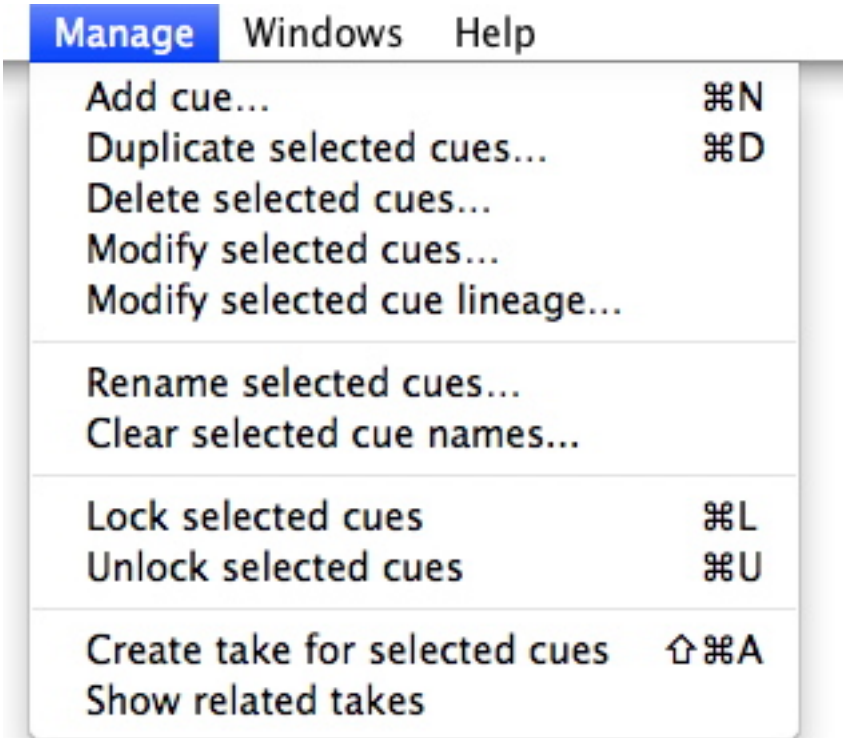 Manage Windows Help
Add cue... ⌘N
Duplicate selected cues... ⌘D
Delete selected cues...
Modify selected cues...
Modify selected cue lineage...
Rename selected cues...
Clear selected cue names...
Lock selected cues ⌘L
Unlock selected cues ⌘U
Create take for selected cues ⇧⌘A
Show related takes